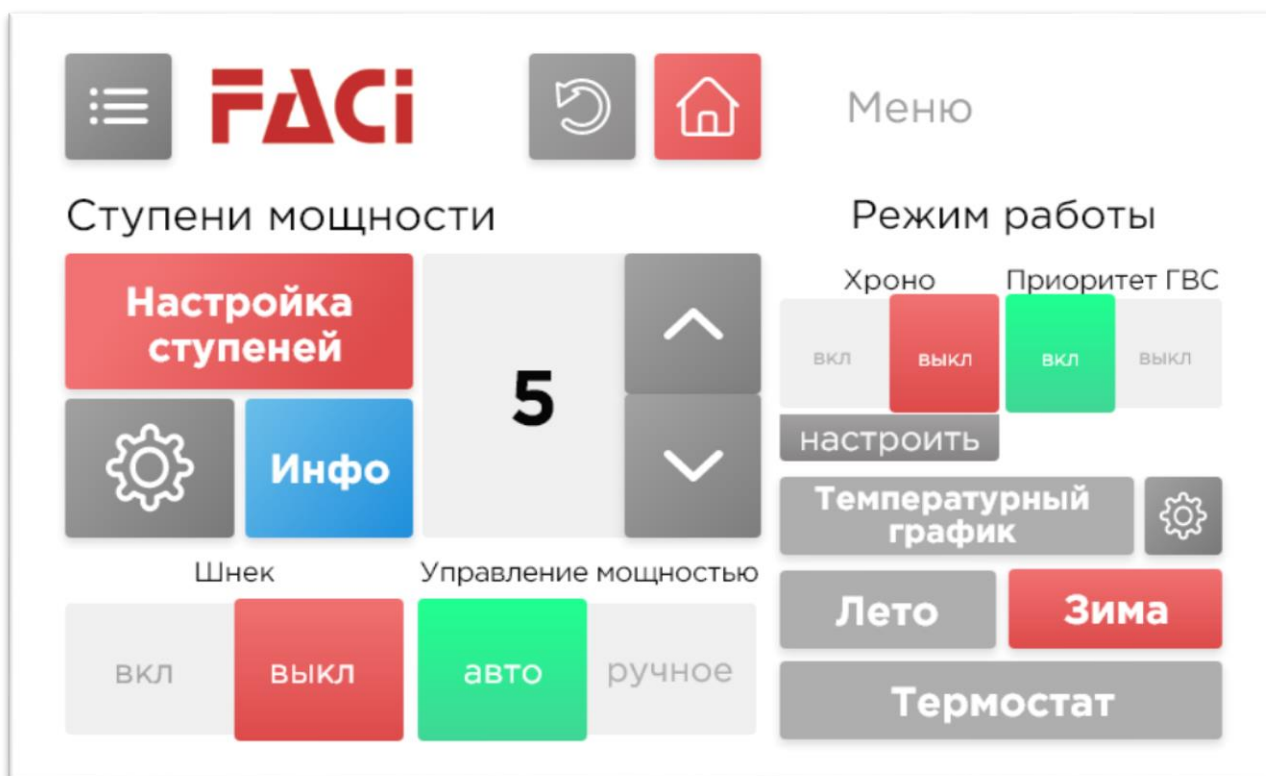 FACi
Меню
Ступени мощности
Режим работы
Настройка
ступеней
5
Инфо
Хроно
Приоритет ГВС
вкл
выкл
вкл
выкл
настроить
Температурный
график
Лето
Зима
Термостат
Шнек
Управление мощностью
вкл
выкл
авто
ручное